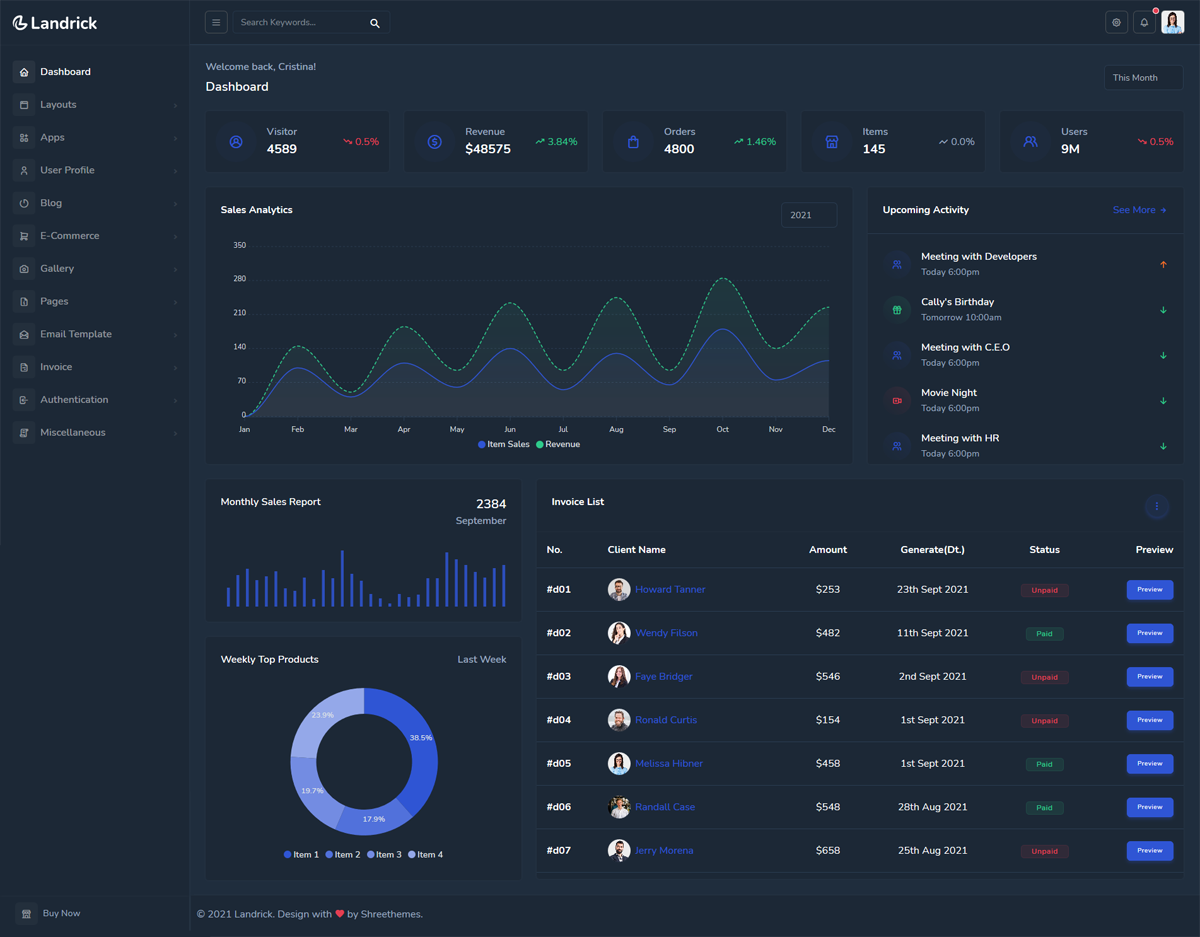 Landrick
Search Keywords...
Dashboard
Layouts
Apps
User Profile
Blog
E-Commerce
Gallery
Pages
Email Template
Invoice
Authentication
Miscellaneous
Buy Now
Welcome back, Cristina!
Dashboard
This Month
Visitor
4589
0.5%
Revenue
$48575
3.84%
Orders
4800
1.46%
Items
145
0.0%
Users
9M
0.5%
Sales Analytics
2021
350
280
210
140
70
0
Jan Feb Mar Apr May Jun Jul Aug Sep Oct Nov Dec
Item Sales Revenue
Upcoming Activity
See More
Meeting with Developers
Today 6:00pm
Cally's Birthday
Tomorrow 10:00am
Meeting with C.E.O
Today 6:00pm
Movie Night
Today 6:00pm
Meeting with HR
Today 6:00pm
Monthly Sales Report
2384
September
Weekly Top Products
Last Week
23.9%
38.5%
19.7%
17.9%
Item 1 Item 2 Item 3 Item 4
Invoice List
No. Client Name Amount Generate(Dt.) Status Preview
#d01 Howard Tanner $253 23th Sept 2021 Unpaid Preview
#d02 Wendy Filson $482 11th Sept 2021 Paid Preview
#d03 Faye Bridger $546 2nd Sept 2021 Unpaid Preview
#d04 Ronald Curtis $154 1st Sept 2021 Unpaid Preview
#d05 Melissa Hibner $458 1st Sept 2021 Paid Preview
#d06 Randall Case $548 28th Aug 2021 Paid Preview
#d07 Jerry Morena $658 25th Aug 2021 Unpaid Preview
© 2021 Landrick. Design with ♥ by Shreethemes.